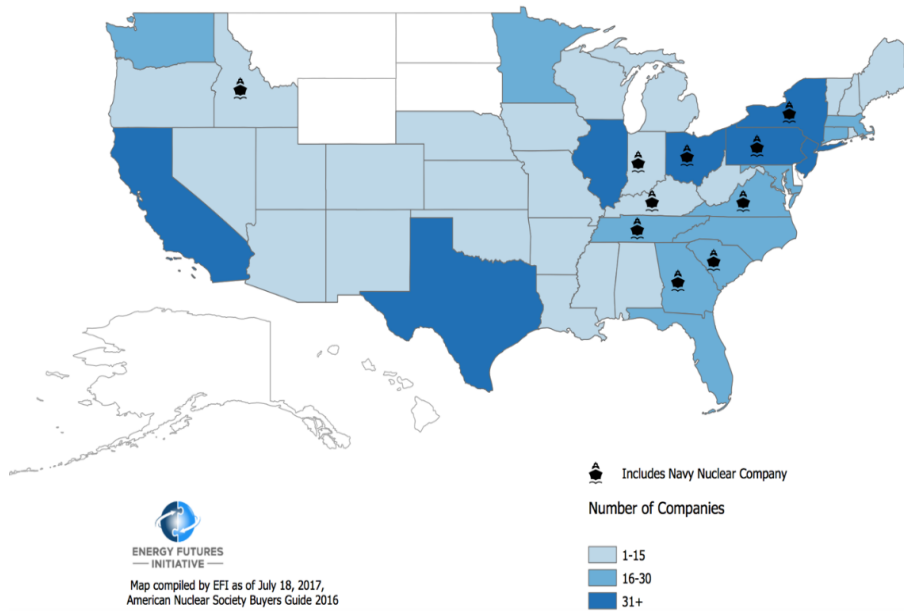 Includes Navy Nuclear Company
Number of Companies
1-15
16-30
31+
ENERGY FUTURES
INITIATIVE
Map compiled by EFI as of July 18, 2017,
American Nuclear Society Buyers Guide 2016